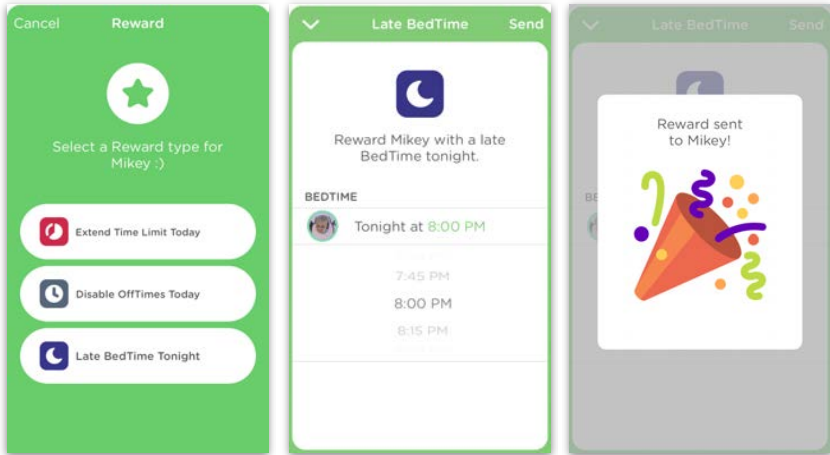 Cancel
Reward
Select a Reward type for
Mikey :)
Extend Time Limit Today
Disable OffTimes Today
Late BedTime Tonight
Late BedTime
Send
Reward Mikey with a late
BedTime tonight.
BEDTIME
Tonight at 8:00 PM
7:45 PM
8:00 PM
8:15 PM
Late BedTime
Send
Reward sent
to Mikey!
BE